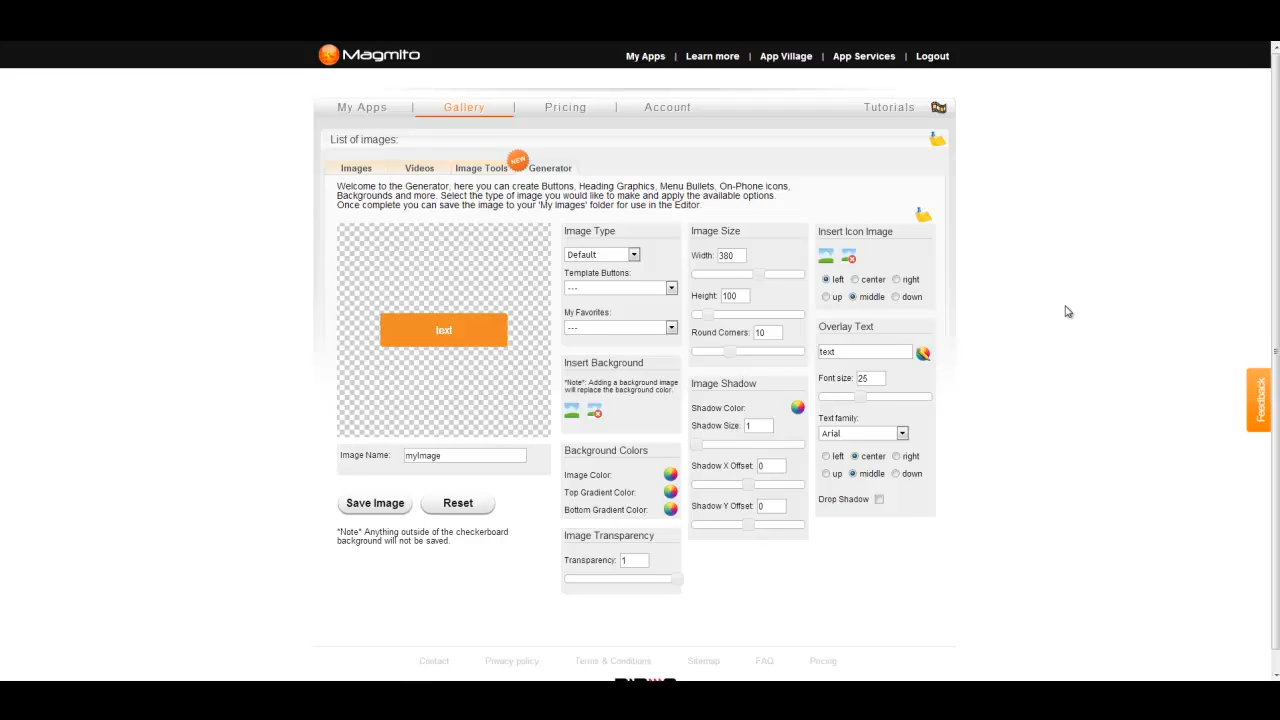 Magmito
My Apps | Learn more | App Village | App Services | Logout
My Apps | Gallery | Pricing | Account Tutorials
List of images:
Images Videos Image Tools NEW Generator
Welcome to the Generator, here you can create Buttons, Heading Graphics, Menu Bullets, On-Phone icons,
Backgrounds and more. Select the type of image you would like to make and apply the available options.
Once complete you can save the image to your 'My Images' folder for use in the Editor.
text
Image Name: myImage
Save Image Reset
*Note* Anything outside of the checkerboard
background will not be saved.
Image Type
Default
Template Buttons:
---
My Favorites:
---
Insert Background
*Note*: Adding a background image
will replace the background color.
Background Colors
Image Color:
Top Gradient Color:
Bottom Gradient Color:
Image Transparency
Transparency: 1
Image Size
Width: 380
Height: 100
Round Corners: 10
Image Shadow
Shadow Color:
Shadow Size: 1
Shadow X Offset: 0
Shadow Y Offset: 0
Insert Icon Image
left center right
up middle down
Overlay Text
text
Font size: 25
Text family:
Arial
left center right
up middle down
Drop Shadow
Feedback
Contact Privacy policy Terms & Conditions Sitemap FAQ Pricing